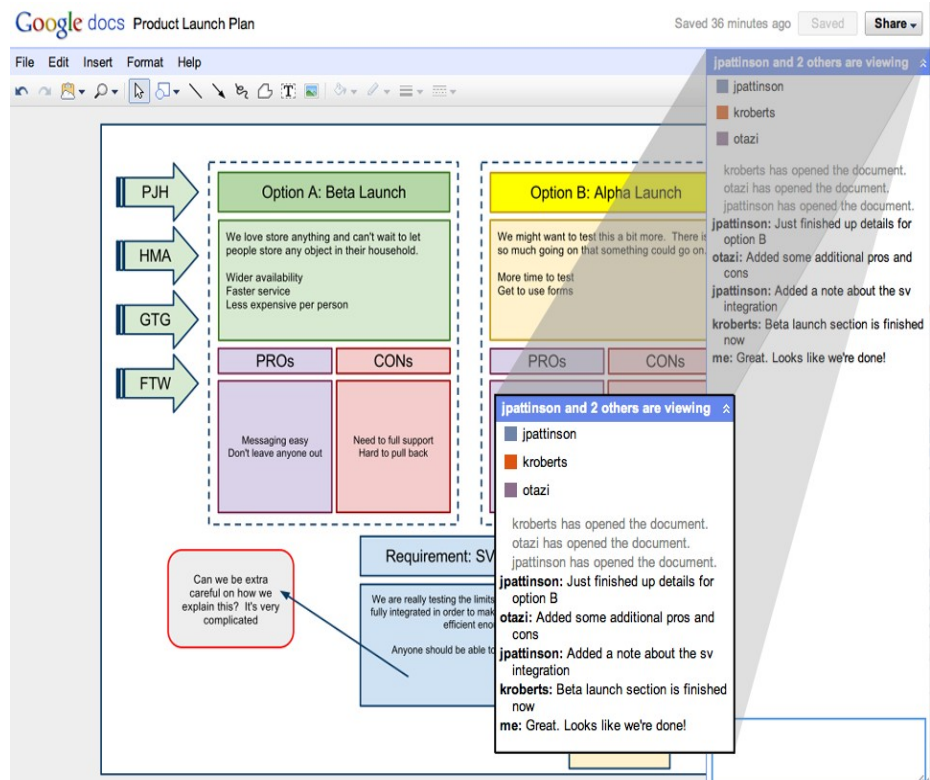 Google docs Product Launch Plan
Saved 36 minutes ago Saved Share
File Edit Insert Format Help
PJH
HMA
GTG
FTW
Option A: Beta Launch
We love store anything and can't wait to let
people store any object in their household.
Wider availability
Faster service
Less expensive per person
PROs
CONs
Messaging easy
Don't leave anyone out
Need to full support
Hard to pull back
Option B: Alpha Launch
We might want to test this a bit more. There is
so much going on that something could go on.
More time to test
Get to use forms
PROs
CONs
Requirement: SV
We are really testing the limits
fully integrated in order to mak
efficient enou
Anyone should be able to
Can we be extra
careful on how we
explain this? It's very
complicated
jpattinson and 2 others are viewing
jpattinson
kroberts
otazi
kroberts has opened the document.
otazi has opened the document.
jpattinson has opened the document.
jpattinson: Just finished up details for
option B
otazi: Added some additional pros and
cons
jpattinson: Added a note about the sv
integration
kroberts: Beta launch section is finished
now
me: Great. Looks like we're done!
jpattinson and 2 others are viewing
jpattinson
kroberts
otazi
kroberts has opened the document.
otazi has opened the document.
jpattinson has opened the document.
jpattinson: Just finished up details for
option B
otazi: Added some additional pros and
cons
jpattinson: Added a note about the sv
integration
kroberts: Beta launch section is finished
now
me: Great. Looks like we're done!